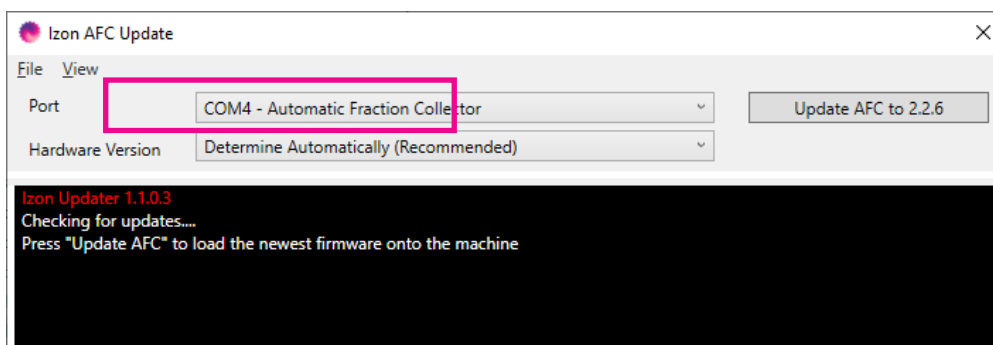 Izon AFC Update
File View
Port COM4 - Automatic Fraction Collector Update AFC to 2.2.6
Hardware Version Determine Automatically (Recommended)
Izon Updater 1.1.0.3
Checking for updates....
Press "Update AFC" to load the newest firmware onto the machine